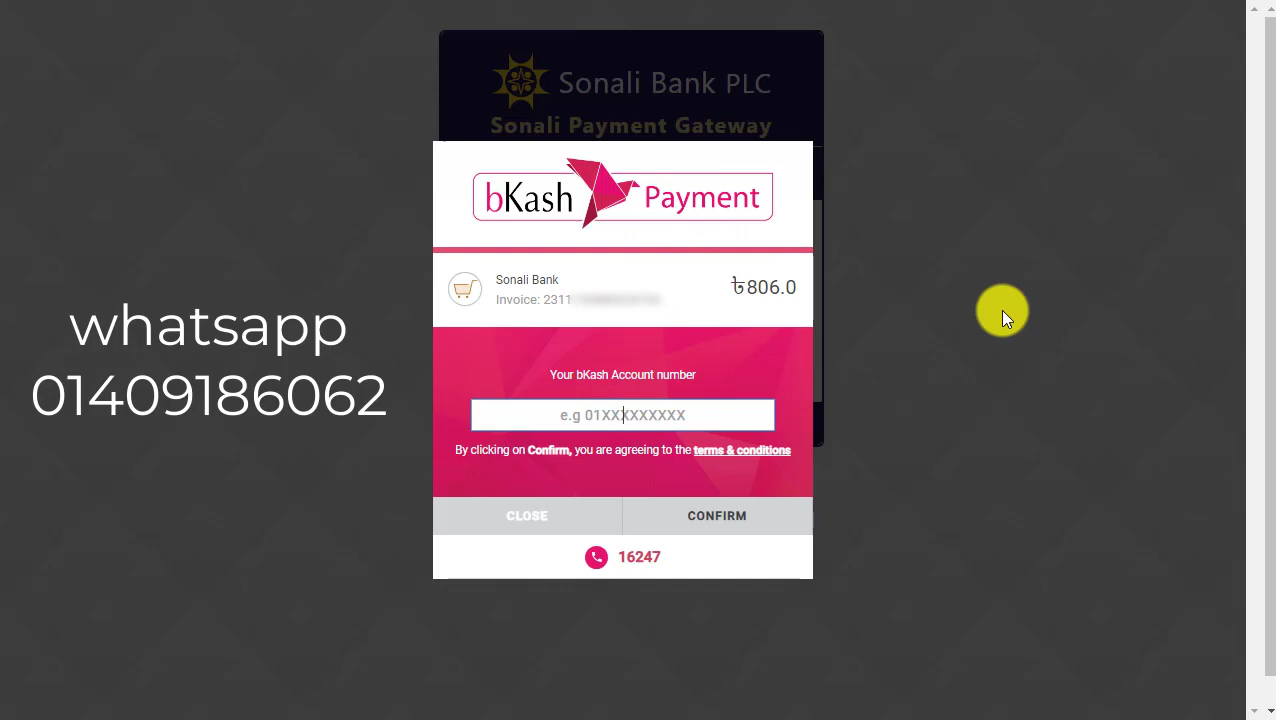 Sonali Bank PLC
Sonali Payment Gateway
bKash Payment
Sonali Bank
Invoice: 2311
৳806.0
whatsapp
01409186062
Your bKash Account number
e.g 01XXXXXXXXX
By clicking on Confirm, you are agreeing to the terms & conditions
CLOSE
CONFIRM
16247